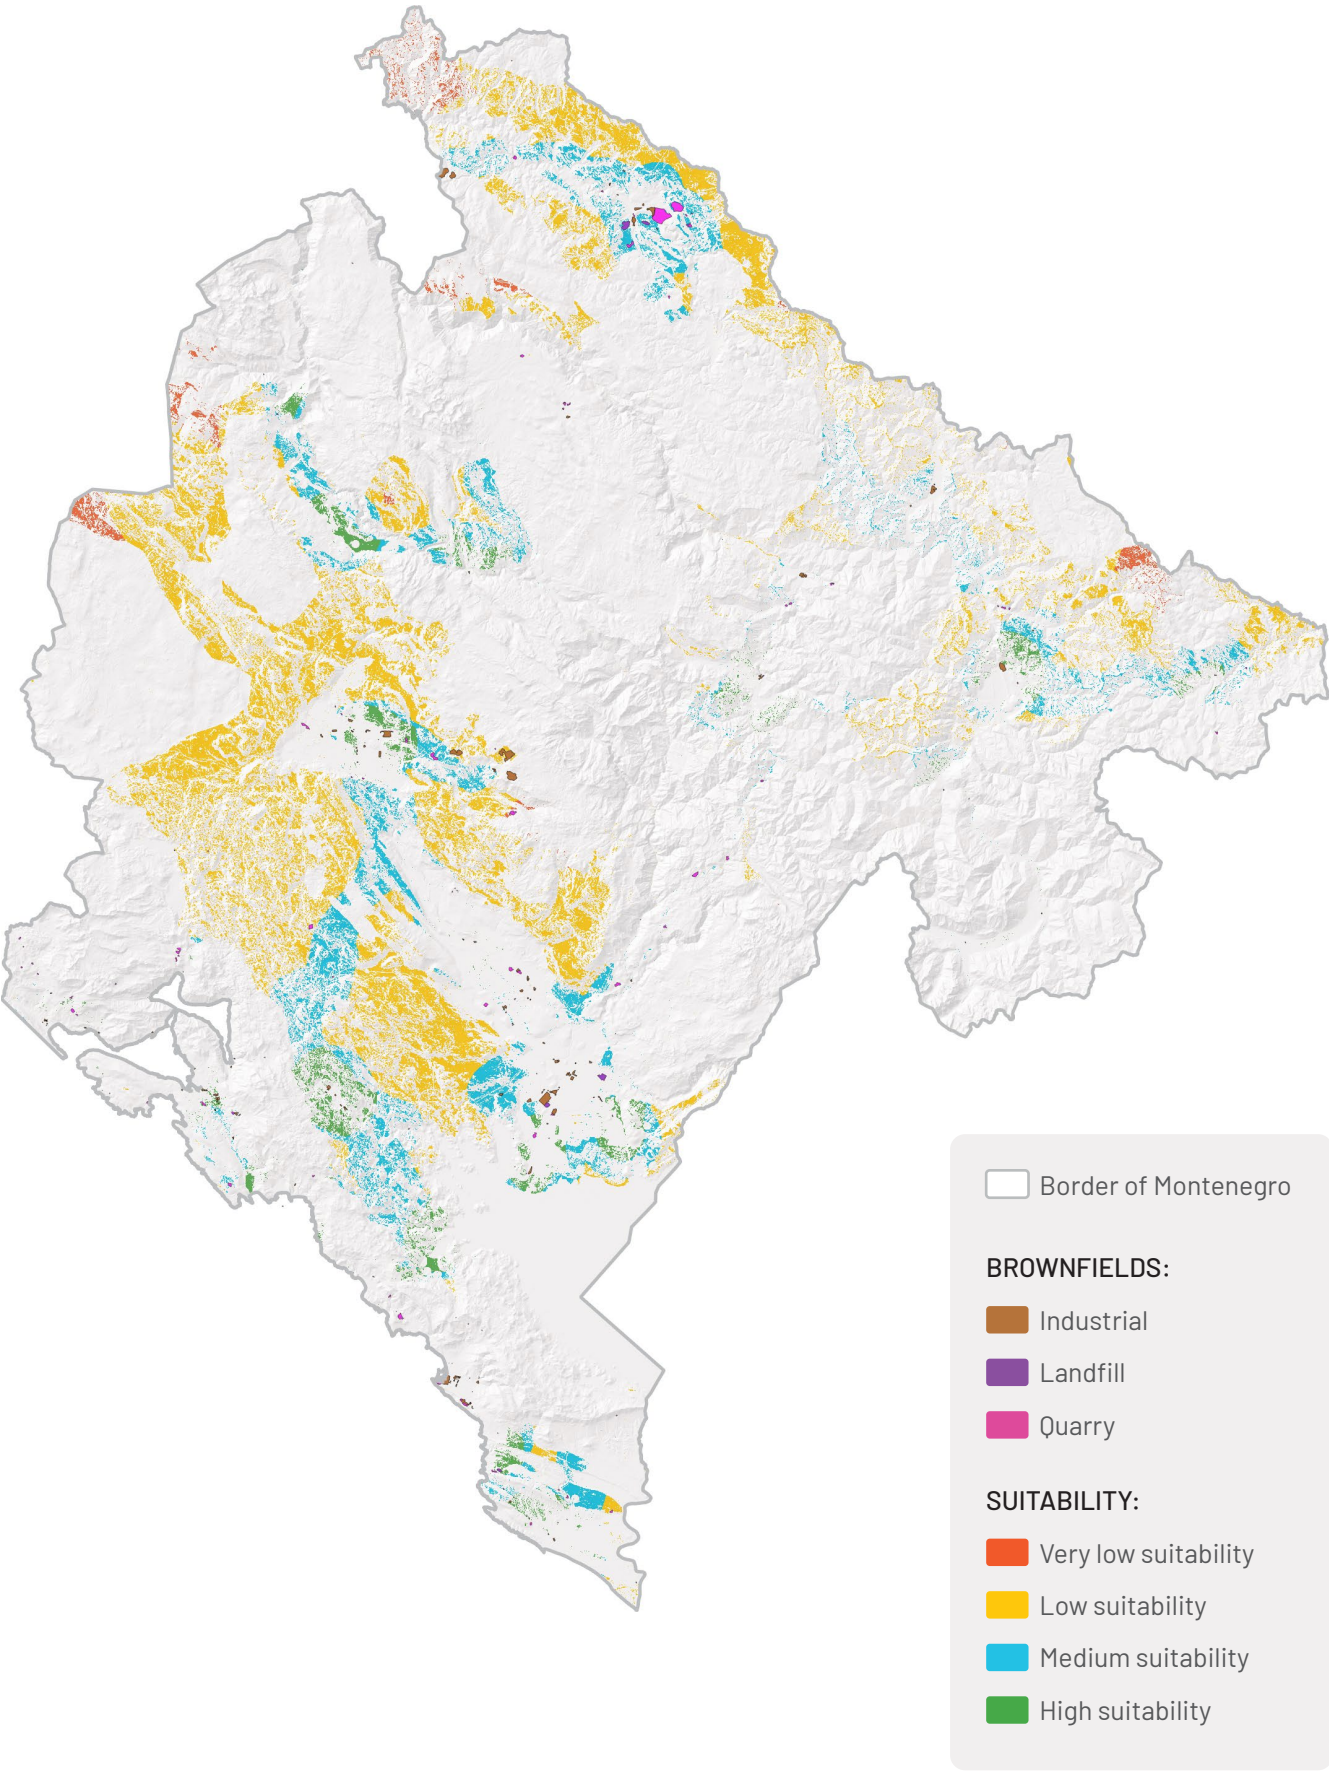 Border of Montenegro
BROWNFIELDS:
Industrial
Landfill
Quarry
SUITABILITY:
Very low suitability
Low suitability
Medium suitability
High suitability